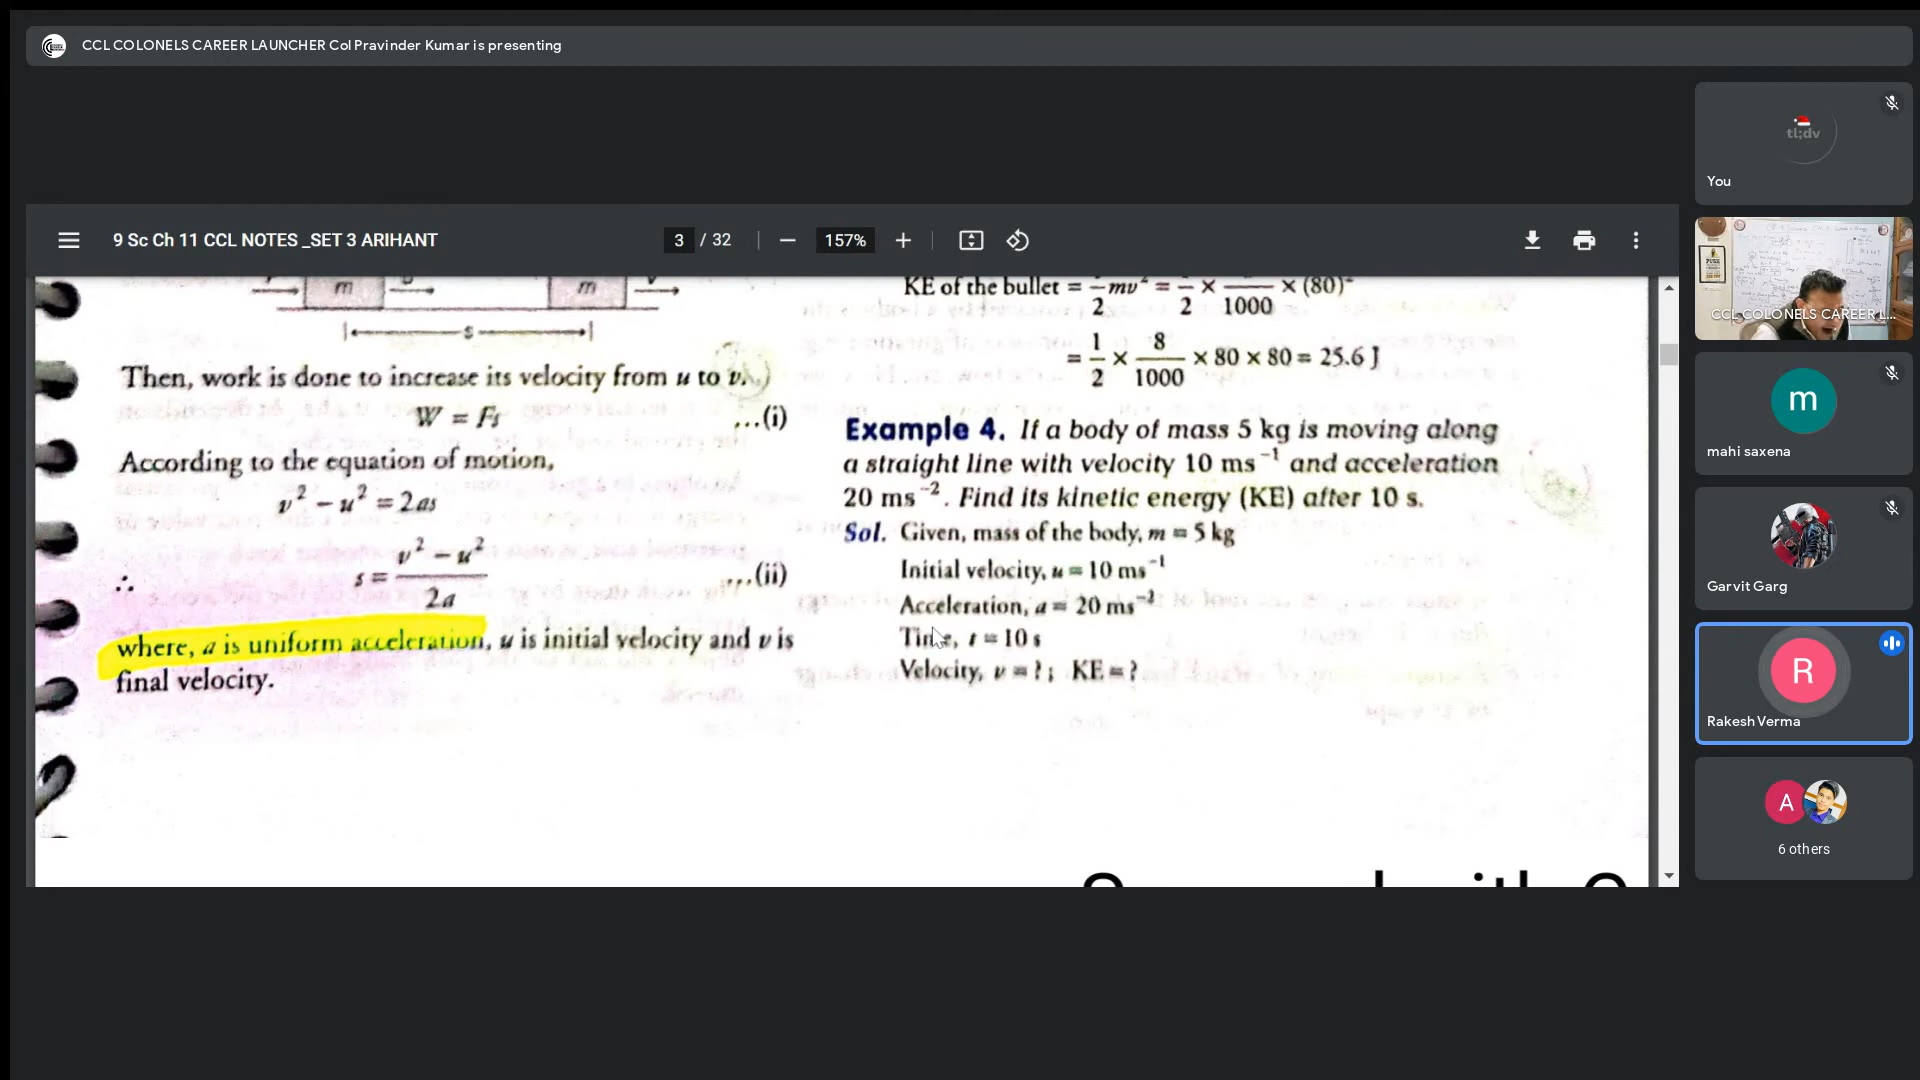 CCL COLONELS CAREER LAUNCHER Col Pravinder Kumar is presenting
9 Sc Ch 11 CCL NOTES _SET 3 ARIHANT
3 / 32
157%
m
m
s
Then, work is done to increase its velocity from u to v.
W = Fs ...(i)
According to the equation of motion,
v² − u² = 2as
∴ s = (v² − u²)/2a ...(ii)
where, a is uniform acceleration, u is initial velocity and v is
final velocity.
KE of the bullet = 1/2 mv² = 1/2 × 8/1000 × (80)²
= 1/2 × 8/1000 × 80 × 80 = 25.6 J
Example 4. If a body of mass 5 kg is moving along
a straight line with velocity 10 ms⁻¹ and acceleration
20 ms⁻². Find its kinetic energy (KE) after 10 s.
Sol. Given, mass of the body, m = 5 kg
Initial velocity, u = 10 ms⁻¹
Acceleration, a = 20 ms⁻²
Time, t = 10 s
Velocity, v = ? ; KE = ?
tl;dv
You
CCL COLONELS CAREER L...
m
mahi saxena
Garvit Garg
R
Rakesh Verma
A
6 others